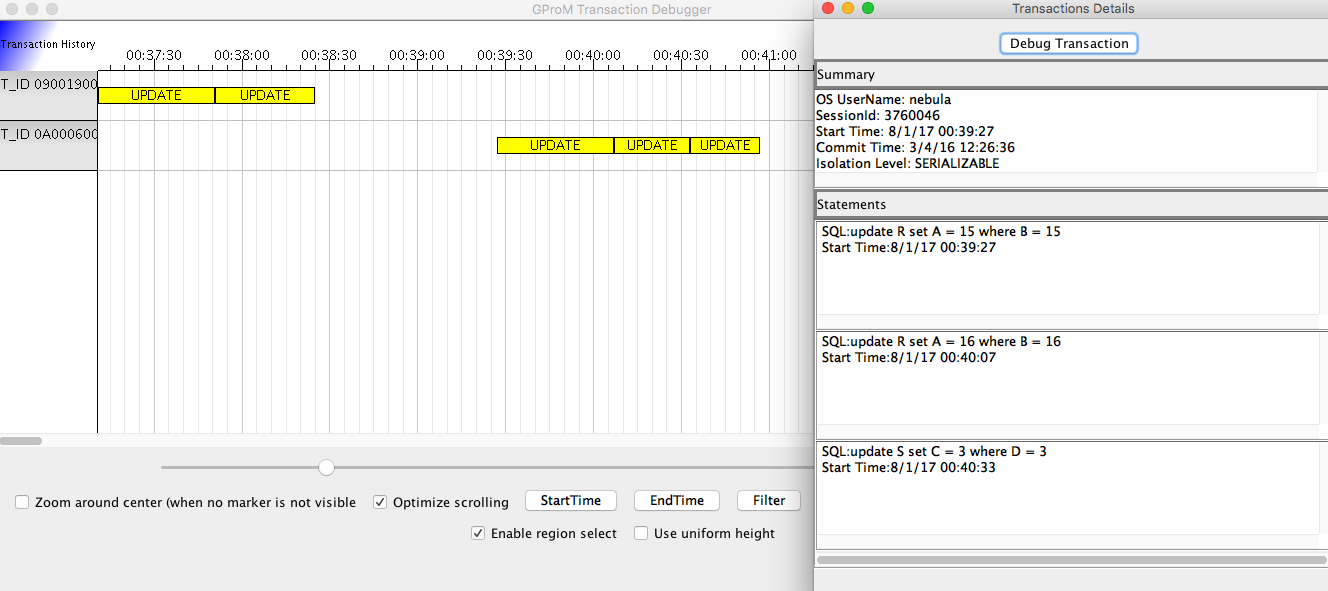 GProM Transaction Debugger
Transaction History
00:37:30 00:38:00 00:38:30 00:39:00 00:39:30 00:40:00 00:40:30 00:41:00
T_ID 09001900
UPDATE UPDATE
T_ID 0A000600
UPDATE UPDATE UPDATE
Zoom around center (when no marker is not visible
Optimize scrolling
StartTime
EndTime
Filter
Enable region select
Use uniform height
Transactions Details
Debug Transaction
Summary
OS UserName: nebula
SessionId: 3760046
Start Time: 8/1/17 00:39:27
Commit Time: 3/4/16 12:26:36
Isolation Level: SERIALIZABLE
Statements
SQL:update R set A = 15 where B = 15
Start Time:8/1/17 00:39:27
SQL:update R set A = 16 where B = 16
Start Time:8/1/17 00:40:07
SQL:update S set C = 3 where D = 3
Start Time:8/1/17 00:40:33